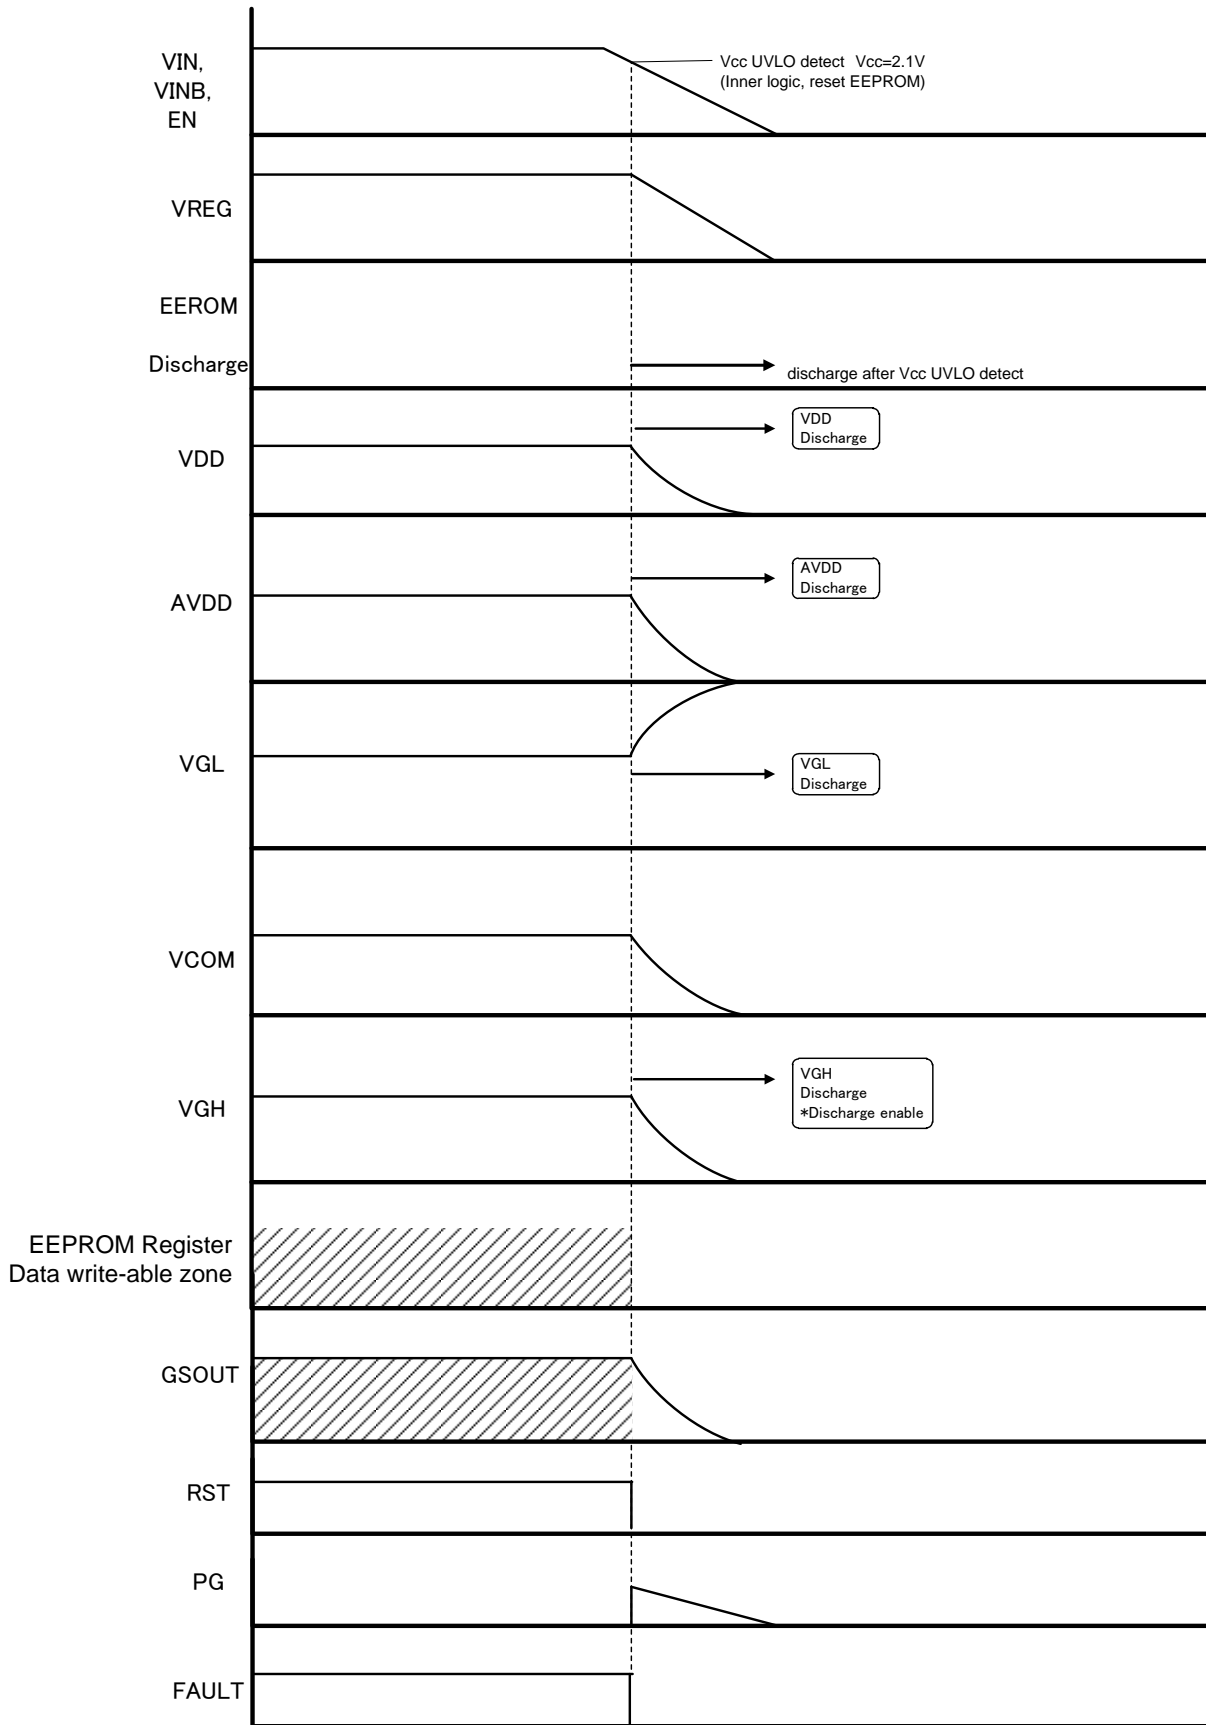 VIN,
VINB,
EN
Vcc UVLO detect Vcc=2.1V
(Inner logic, reset EEPROM)
VREG
EEROM
Discharge
discharge after Vcc UVLO detect
VDD
Discharge
VDD
AVDD
Discharge
AVDD
VGL
VGL
Discharge
VCOM
VGH
Discharge
*Discharge enable
VGH
EEPROM Register
Data write-able zone
GSOUT
RST
PG
FAULT